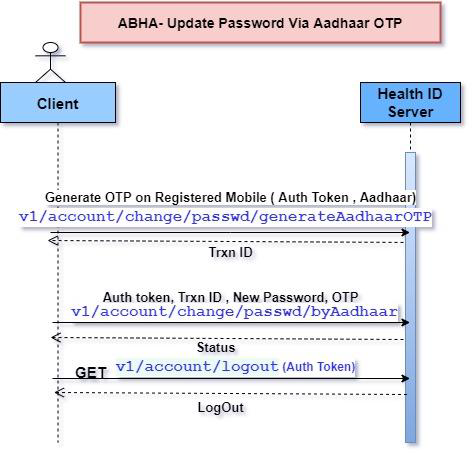 ABHA- Update Password Via Aadhaar OTP
Client
Health ID
Server
Generate OTP on Registered Mobile ( Auth Token , Aadhaar)
v1/account/change/passwd/generateAadhaarOTP
Trxn ID
Auth token, Trxn ID , New Password, OTP
v1/account/change/passwd/byAadhaar
Status
GET v1/account/logout (Auth Token)
LogOut